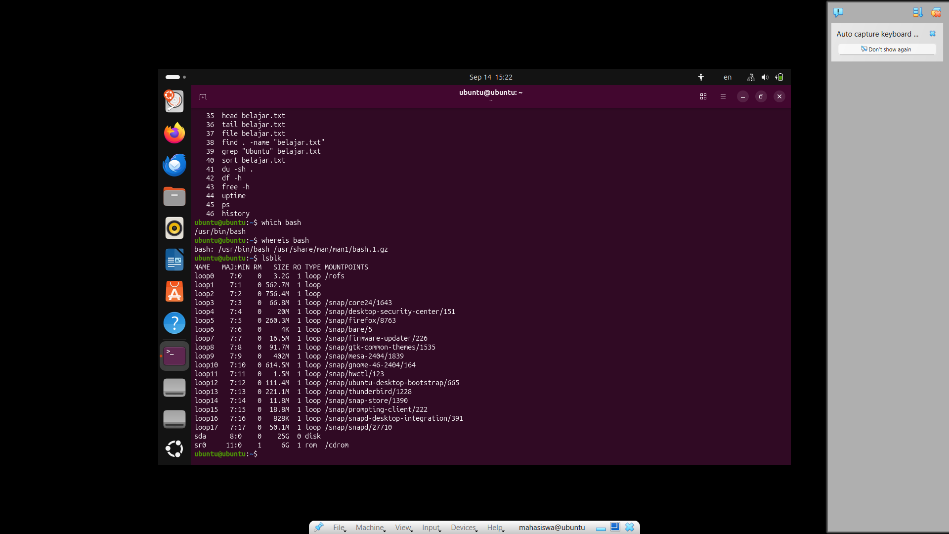 Auto capture keyboard ...
Don't show again
Sep 14 15:22
en
ubuntu@ubuntu: ~
35 head belajar.txt
36 tail belajar.txt
37 file belajar.txt
38 find . -name "belajar.txt"
39 grep "Ubuntu" belajar.txt
40 sort belajar.txt
41 du -sh .
42 df -h
43 free -h
44 uptime
45 ps
46 history
ubuntu@ubuntu:~$ which bash
/usr/bin/bash
ubuntu@ubuntu:~$ whereis bash
bash: /usr/bin/bash /usr/share/man/man1/bash.1.gz
ubuntu@ubuntu:~$ lsblk
NAME MAJ:MIN RM SIZE RO TYPE MOUNTPOINTS
loop0 7:0 0 3.2G 1 loop /rofs
loop1 7:1 0 562.7M 1 loop
loop2 7:2 0 756.4M 1 loop
loop3 7:3 0 66.8M 1 loop /snap/core24/1643
loop4 7:4 0 20M 1 loop /snap/desktop-security-center/151
loop5 7:5 0 260.3M 1 loop /snap/firefox/8763
loop6 7:6 0 4K 1 loop /snap/bare/5
loop7 7:7 0 16.5M 1 loop /snap/firmware-updater/226
loop8 7:8 0 91.7M 1 loop /snap/gtk-common-themes/1535
loop9 7:9 0 402M 1 loop /snap/mesa-2404/1839
loop10 7:10 0 614.5M 1 loop /snap/gnome-46-2404/164
loop11 7:11 0 1.5M 1 loop /snap/hwctl/123
loop12 7:12 0 111.4M 1 loop /snap/ubuntu-desktop-bootstrap/665
loop13 7:13 0 221.1M 1 loop /snap/thunderbird/1228
loop14 7:14 0 11.8M 1 loop /snap/snap-store/1390
loop15 7:15 0 18.8M 1 loop /snap/prompting-client/222
loop16 7:16 0 828K 1 loop /snap/snapd-desktop-integration/391
loop17 7:17 0 50.1M 1 loop /snap/snapd/27710
sda 8:0 0 25G 0 disk
sr0 11:0 1 6G 1 rom /cdrom
ubuntu@ubuntu:~$
File Machine View Input Devices Help mahasiswa@ubuntu